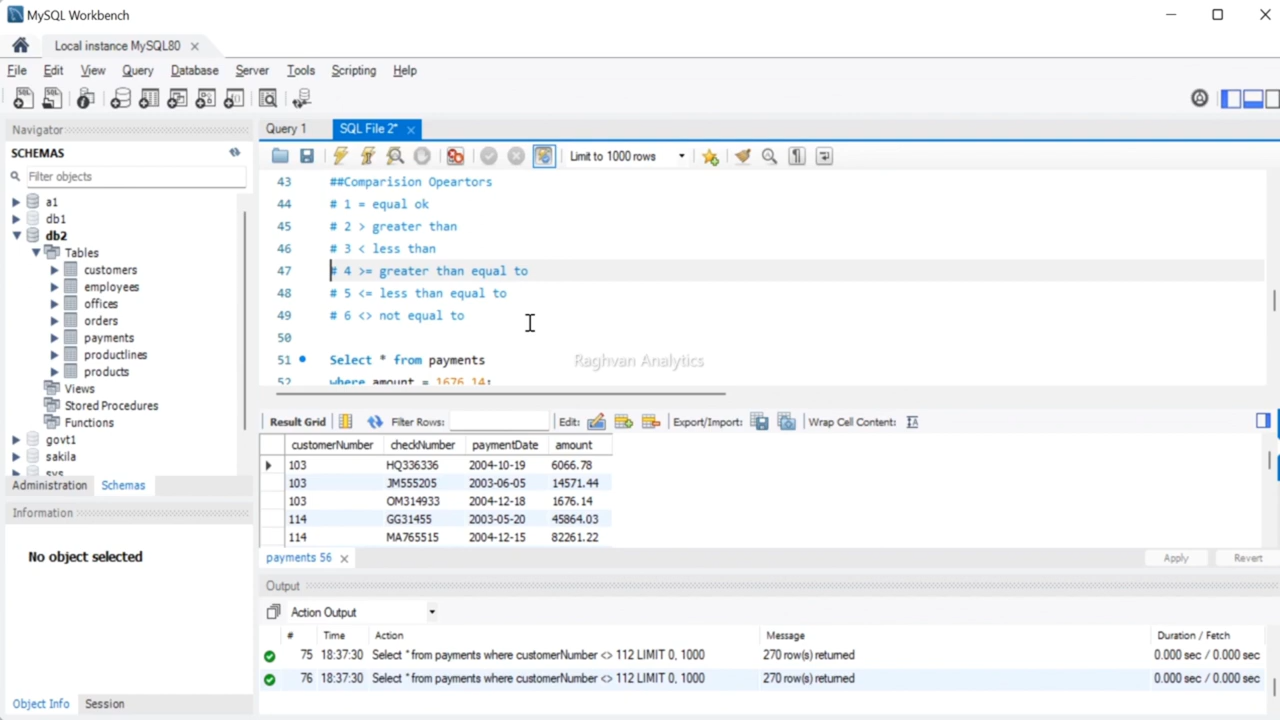 MySQL Workbench
Local instance MySQL80
File Edit View Query Database Server Tools Scripting Help
Navigator
SCHEMAS
Filter objects
a1
db1
db2
Tables
customers
employees
offices
orders
payments
productlines
products
Views
Stored Procedures
Functions
govt1
sakila
sys
Administration Schemas
Information
No object selected
Object Info Session
Query 1 SQL File 2*
Limit to 1000 rows
43 ##Comparision Opeartors
44 # 1 = equal ok
45 # 2 > greater than
46 # 3 < less than
47 # 4 >= greater than equal to
48 # 5 <= less than equal to
49 # 6 <> not equal to
50
51 Select * from payments
Raghvan Analytics
52 where amount = 1676.14;
Result Grid Filter Rows: Edit: Export/Import: Wrap Cell Content:
customerNumber checkNumber paymentDate amount
103 HQ336336 2004-10-19 6066.78
103 JM555205 2003-06-05 14571.44
103 OM314933 2004-12-18 1676.14
114 GG31455 2003-05-20 45864.03
114 MA765515 2004-12-15 82261.22
payments 56 Apply Revert
Output
Action Output
# Time Action Message Duration / Fetch
75 18:37:30 Select * from payments where customerNumber <> 112 LIMIT 0, 1000 270 row(s) returned 0.000 sec / 0.000 sec
76 18:37:30 Select * from payments where customerNumber <> 112 LIMIT 0, 1000 270 row(s) returned 0.000 sec / 0.000 sec